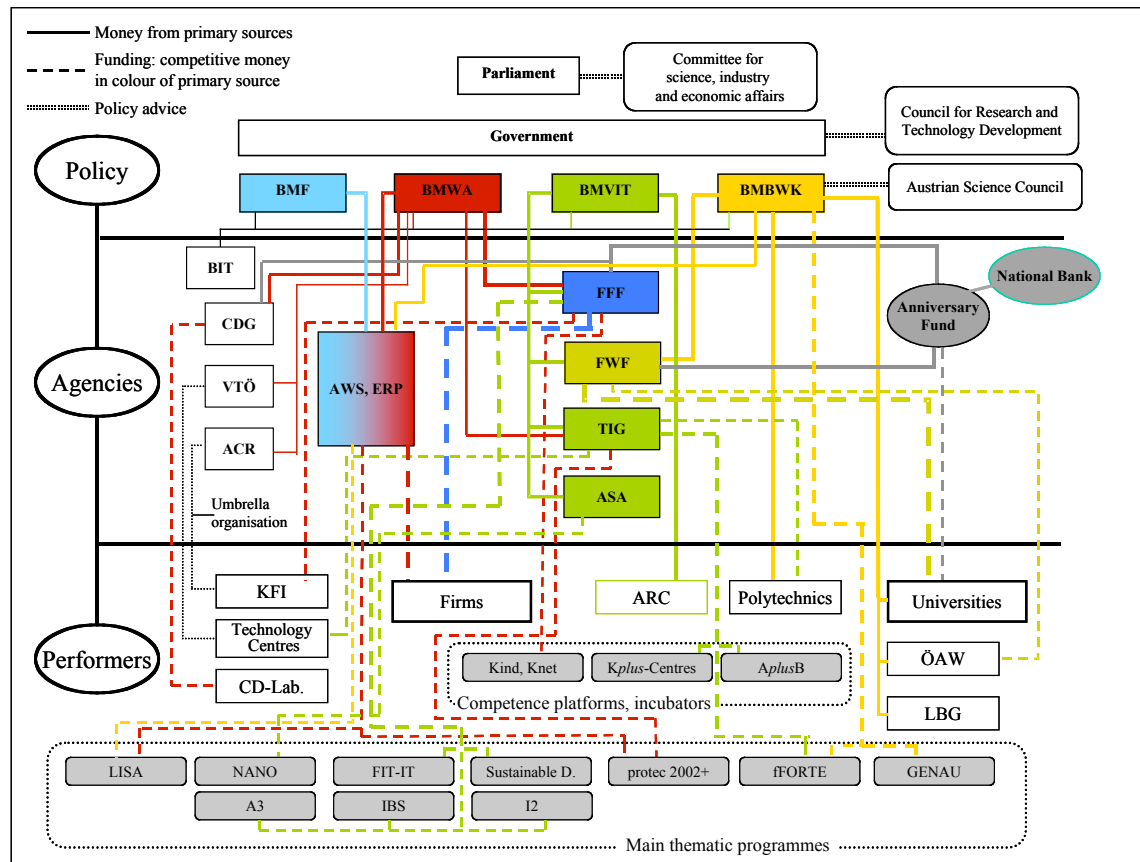 Money from primary sources
Funding: competitive money
in colour of primary source
Policy advice
Parliament
Committee for
science, industry
and economic affairs
Government
Council for Research and
Technology Development
Policy
BMF
BMWA
BMVIT
BMBWK
Austrian Science Council
BIT
National Bank
FFF
Anniversary
Fund
CDG
FWF
Agencies
VTÖ
AWS, ERP
TIG
ACR
ASA
Umbrella
organisation
KFI
Firms
ARC
Polytechnics
Universities
Technology
Centres
Performers
Kind, Knet
Kplus-Centres
AplusB
ÖAW
CD-Lab.
Competence platforms, incubators
LBG
LISA
NANO
FIT-IT
Sustainable D.
protec 2002+
fFORTE
GENAU
A3
IBS
I2
Main thematic programmes